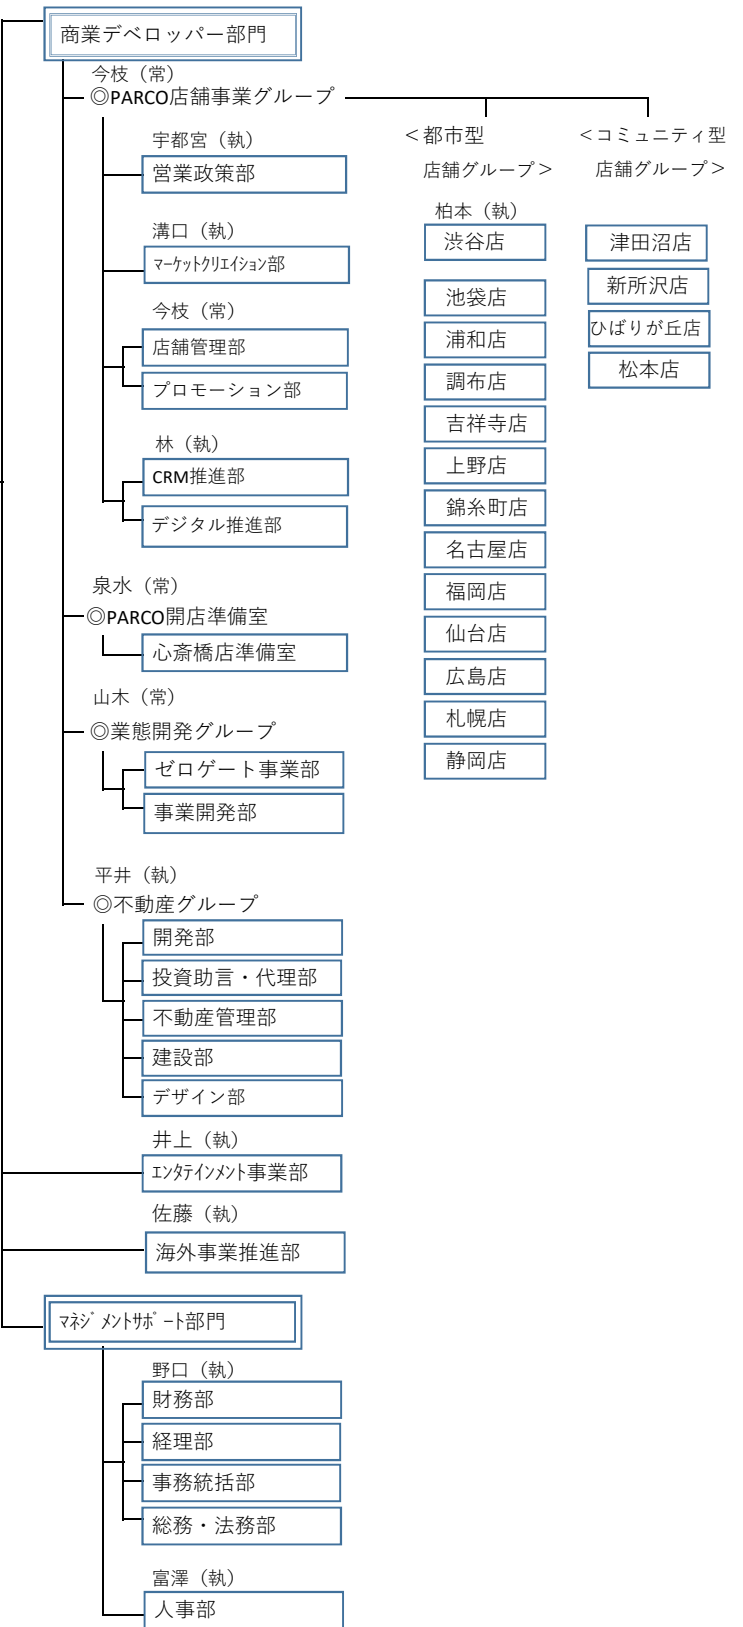 商業デベロッパー部門
今枝（常）
◎PARCO店舗事業グループ
宇都宮（執）
営業政策部
溝口（執）
ﾏｰｹｯﾄｸﾘｴｲｼｮﾝ部
今枝（常）
店舗管理部
プロモーション部
林（執）
CRM推進部
デジタル推進部
＜都市型
店舗グループ＞
柏本（執）
渋谷店
池袋店
浦和店
調布店
吉祥寺店
上野店
錦糸町店
名古屋店
福岡店
仙台店
広島店
札幌店
静岡店
＜コミュニティ型
店舗グループ＞
津田沼店
新所沢店
ひばりが丘店
松本店
泉水（常）
◎PARCO開店準備室
心斎橋店準備室
山木（常）
◎業態開発グループ
ゼロゲート事業部
事業開発部
平井（執）
◎不動産グループ
開発部
投資助言・代理部
不動産管理部
建設部
デザイン部
井上（執）
ｴﾝﾀﾃｲﾝﾒﾝﾄ事業部
佐藤（執）
海外事業推進部
ﾏﾈｼﾞﾒﾝﾄｻﾎﾟｰﾄ部門
野口（執）
財務部
経理部
事務統括部
総務・法務部
富澤（執）
人事部